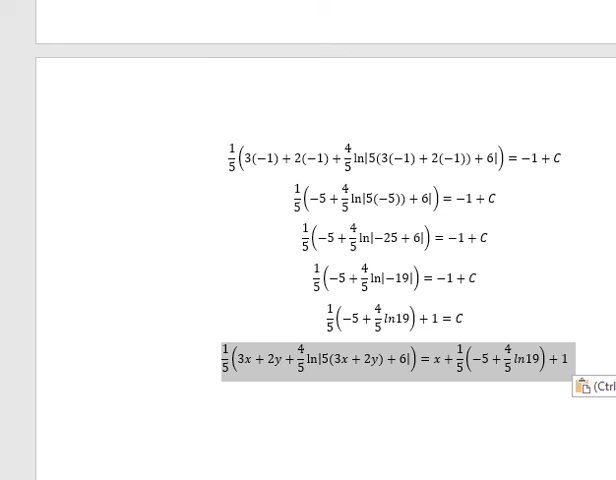 1/5(3(−1) + 2(−1) + 4/5 ln|5(3(−1) + 2(−1)) + 6|) = −1 + C
1/5(−5 + 4/5 ln|5(−5)) + 6|) = −1 + C
1/5(−5 + 4/5 ln|−25 + 6|) = −1 + C
1/5(−5 + 4/5 ln|−19|) = −1 + C
1/5(−5 + 4/5 ln19) + 1 = C
1/5(3x + 2y + 4/5 ln|5(3x + 2y) + 6|) = x + 1/5(−5 + 4/5 ln19) + 1
(Ctrl